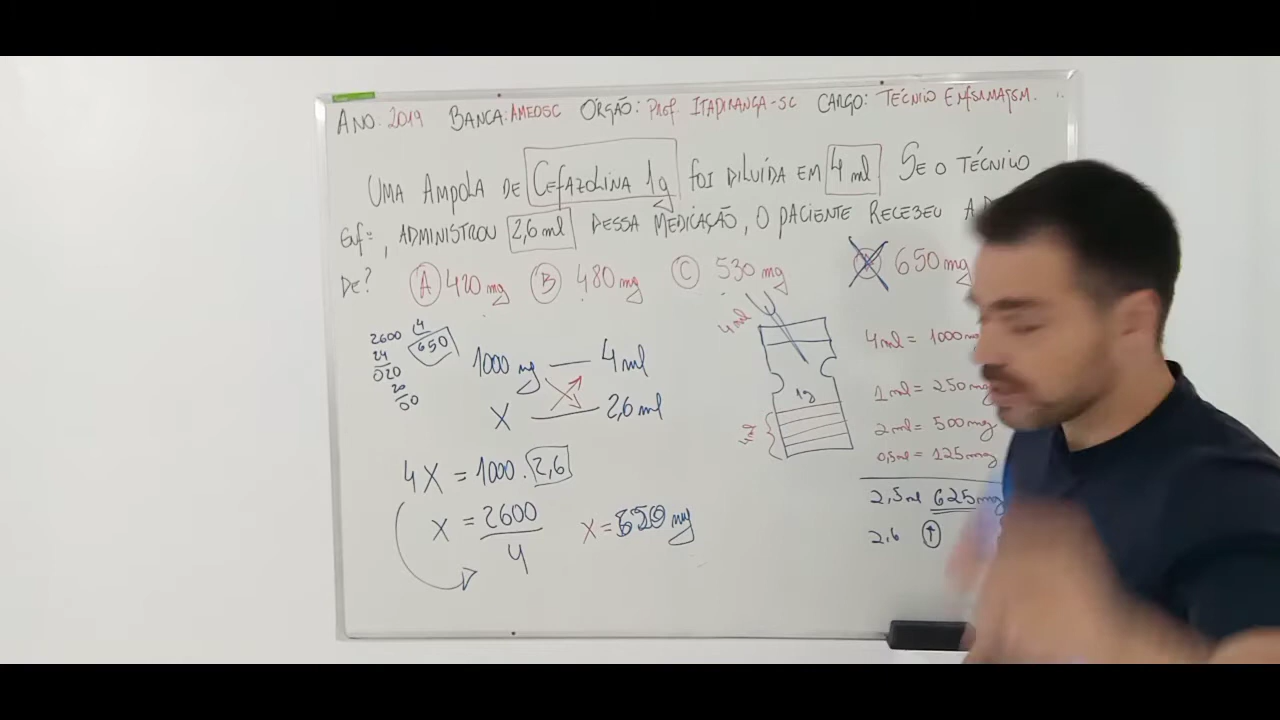 ANO: 2019 BANCA: AMEOSC ORGÃO: Pref. ITAPIRANGA-SC CARGO: TÉCNICO ENFERMAGEM.
UMA AMPOLA DE CEFAZOLINA 1g FOI DILUÍDA EM 4 ml SE O TÉCNICO
ADMINISTROU 2,6 ml DESSA MEDICAÇÃO, O PACIENTE RECEBEU A
DE? A 420 mg B 480 mg C 530 mg 650 mg
2600 4
24 650
020
20
00
1000 mg 4 ml
X 2,6 ml
4X = 1000 . 2,6
X = 2600
4
X = 650 mg
4 ml
1g
4 ml = 1000
1 ml = 250 mg
2 ml = 500 mg
0,5 ml = 125 mg
2,5 ml 625 mg
2,6 ↑